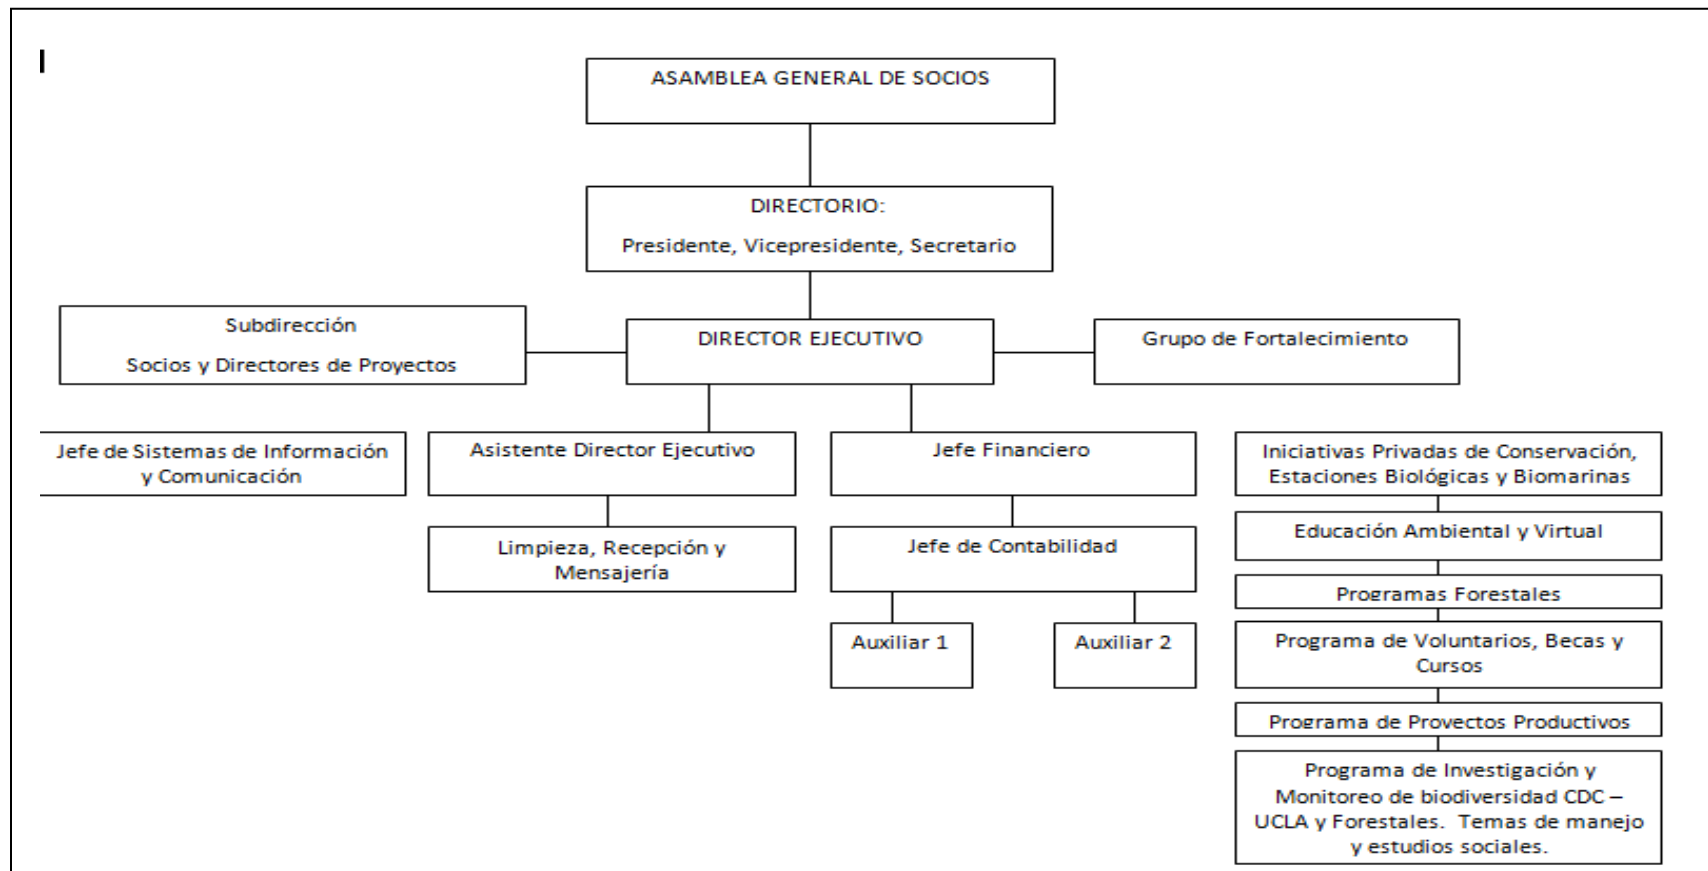 ASAMBLEA GENERAL DE SOCIOS
DIRECTORIO:
Presidente, Vicepresidente, Secretario
Subdirección
Socios y Directores de Proyectos
DIRECTOR EJECUTIVO
Grupo de Fortalecimiento
Jefe de Sistemas de Información
y Comunicación
Asistente Director Ejecutivo
Jefe Financiero
Iniciativas Privadas de Conservación,
Estaciones Biológicas y Biomarinas
Limpieza, Recepción y
Mensajería
Jefe de Contabilidad
Educación Ambiental y Virtual
Programas Forestales
Auxiliar 1
Auxiliar 2
Programa de Voluntarios, Becas y
Cursos
Programa de Proyectos Productivos
Programa de Investigación y
Monitoreo de biodiversidad CDC –
UCLA y Forestales.  Temas de manejo
y estudios sociales.